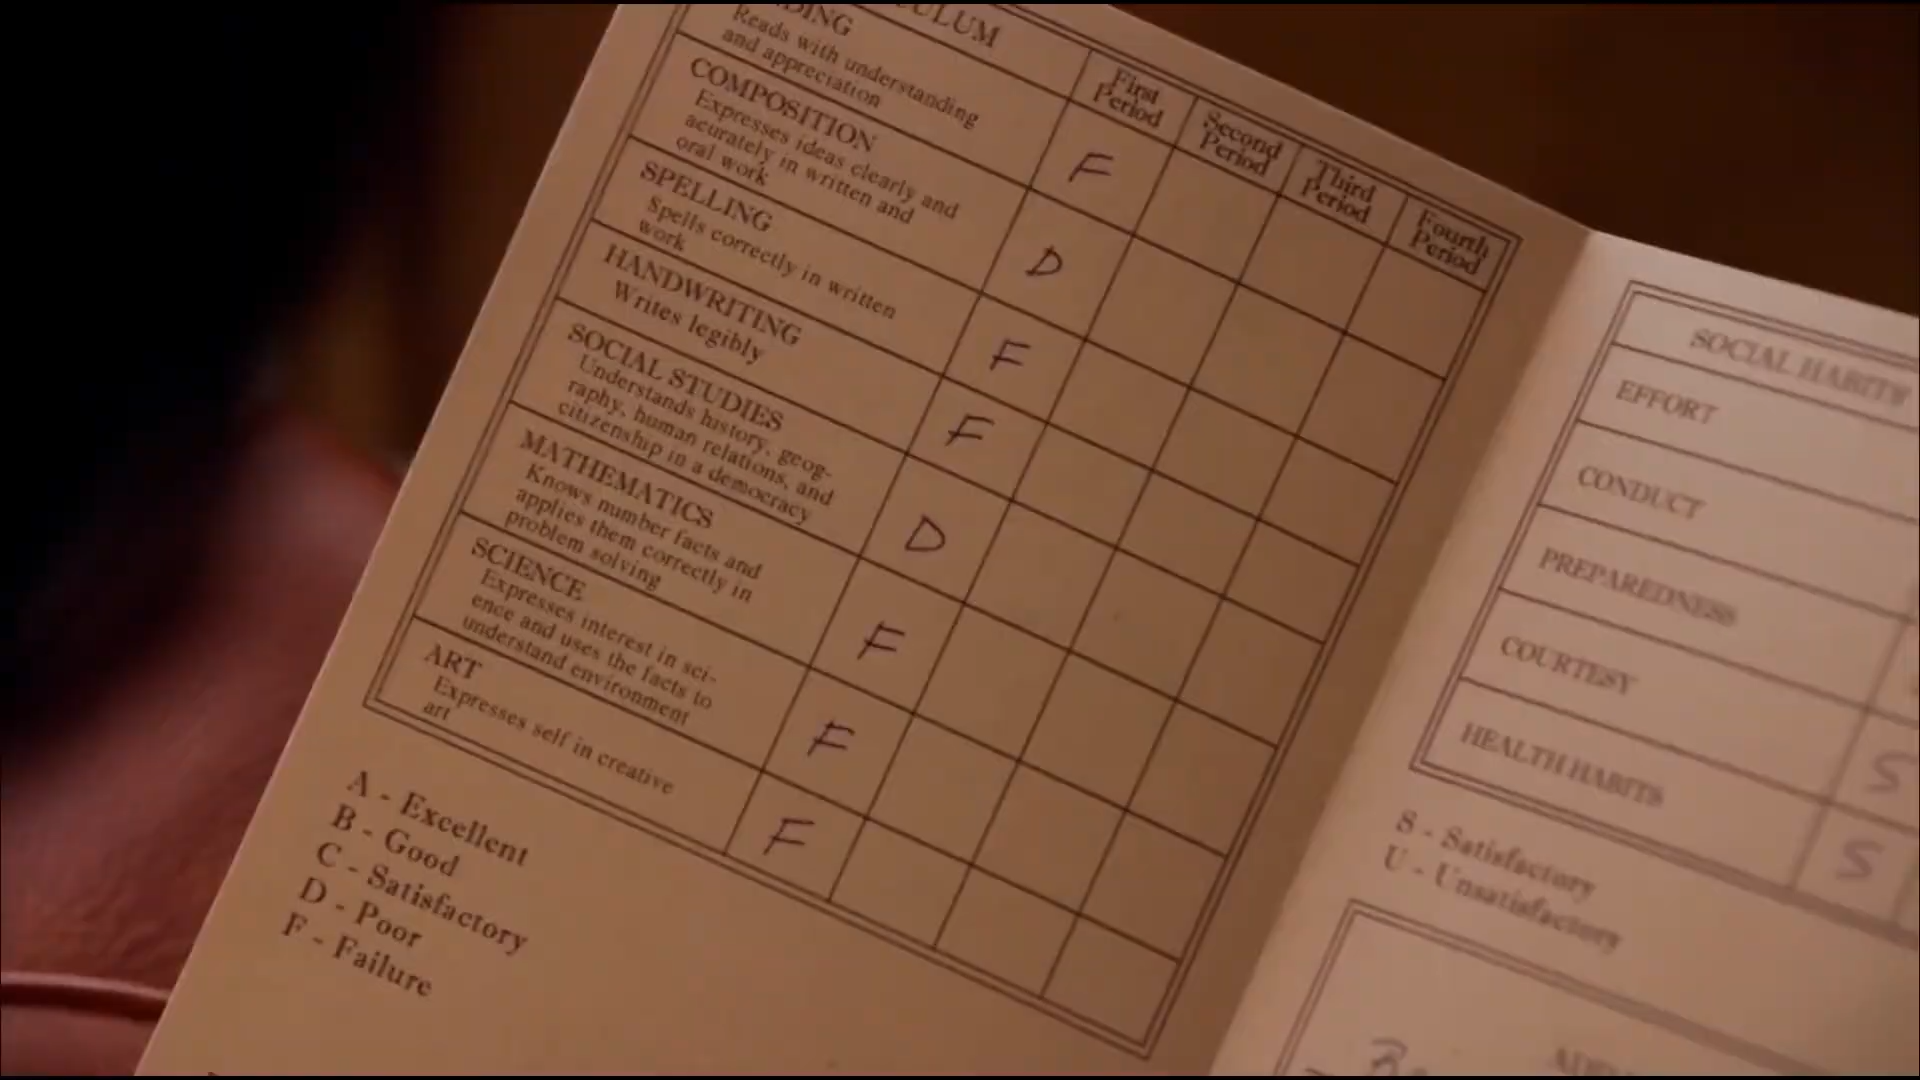 First
Period
Second
Period
Third
Period
Fourth
Period
Reads with understanding
and appreciation
F
COMPOSITION
Expresses ideas clearly and
acurately in written and
oral work
D
SPELLING
Spells correctly in written
work
F
HANDWRITING
Writes legibly
F
SOCIAL STUDIES
Understands history, geog-
raphy, human relations, and
citizenship in a democracy
D
MATHEMATICS
Knows number facts and
applies them correctly in
problem solving
F
SCIENCE
Expresses interest in sci-
ence and uses the facts to
understand environment
F
ART
Expresses self in creative
art
F
A - Excellent
B - Good
C - Satisfactory
D - Poor
F - Failure
SOCIAL HABITS
EFFORT
CONDUCT
PREPAREDNESS
COURTESY
S
HEALTH HABITS
S
S - Satisfactory
U - Unsatisfactory